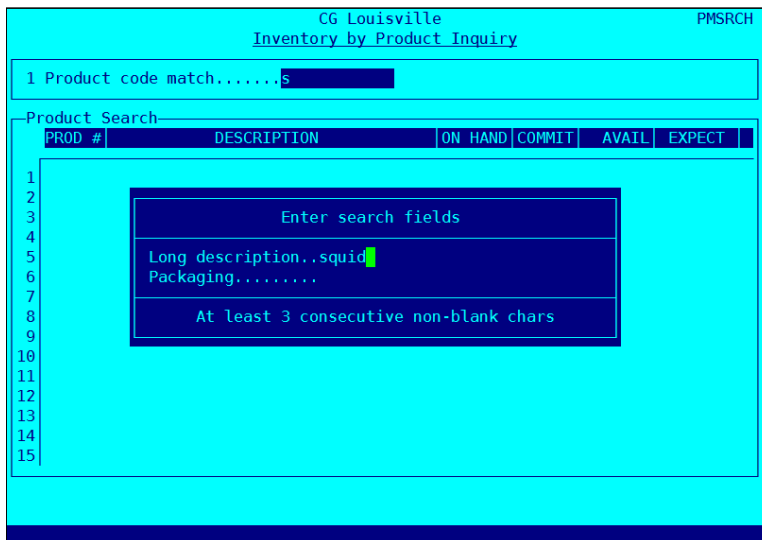 CG Louisville PMSRCH
Inventory by Product Inquiry
1 Product code match.......s
Product Search
PROD # DESCRIPTION ON HAND COMMIT AVAIL EXPECT
1
2
3
4
5
6
7
8
9
10
11
12
13
14
15
Enter search fields
Long description..squid
Packaging.........
At least 3 consecutive non-blank chars